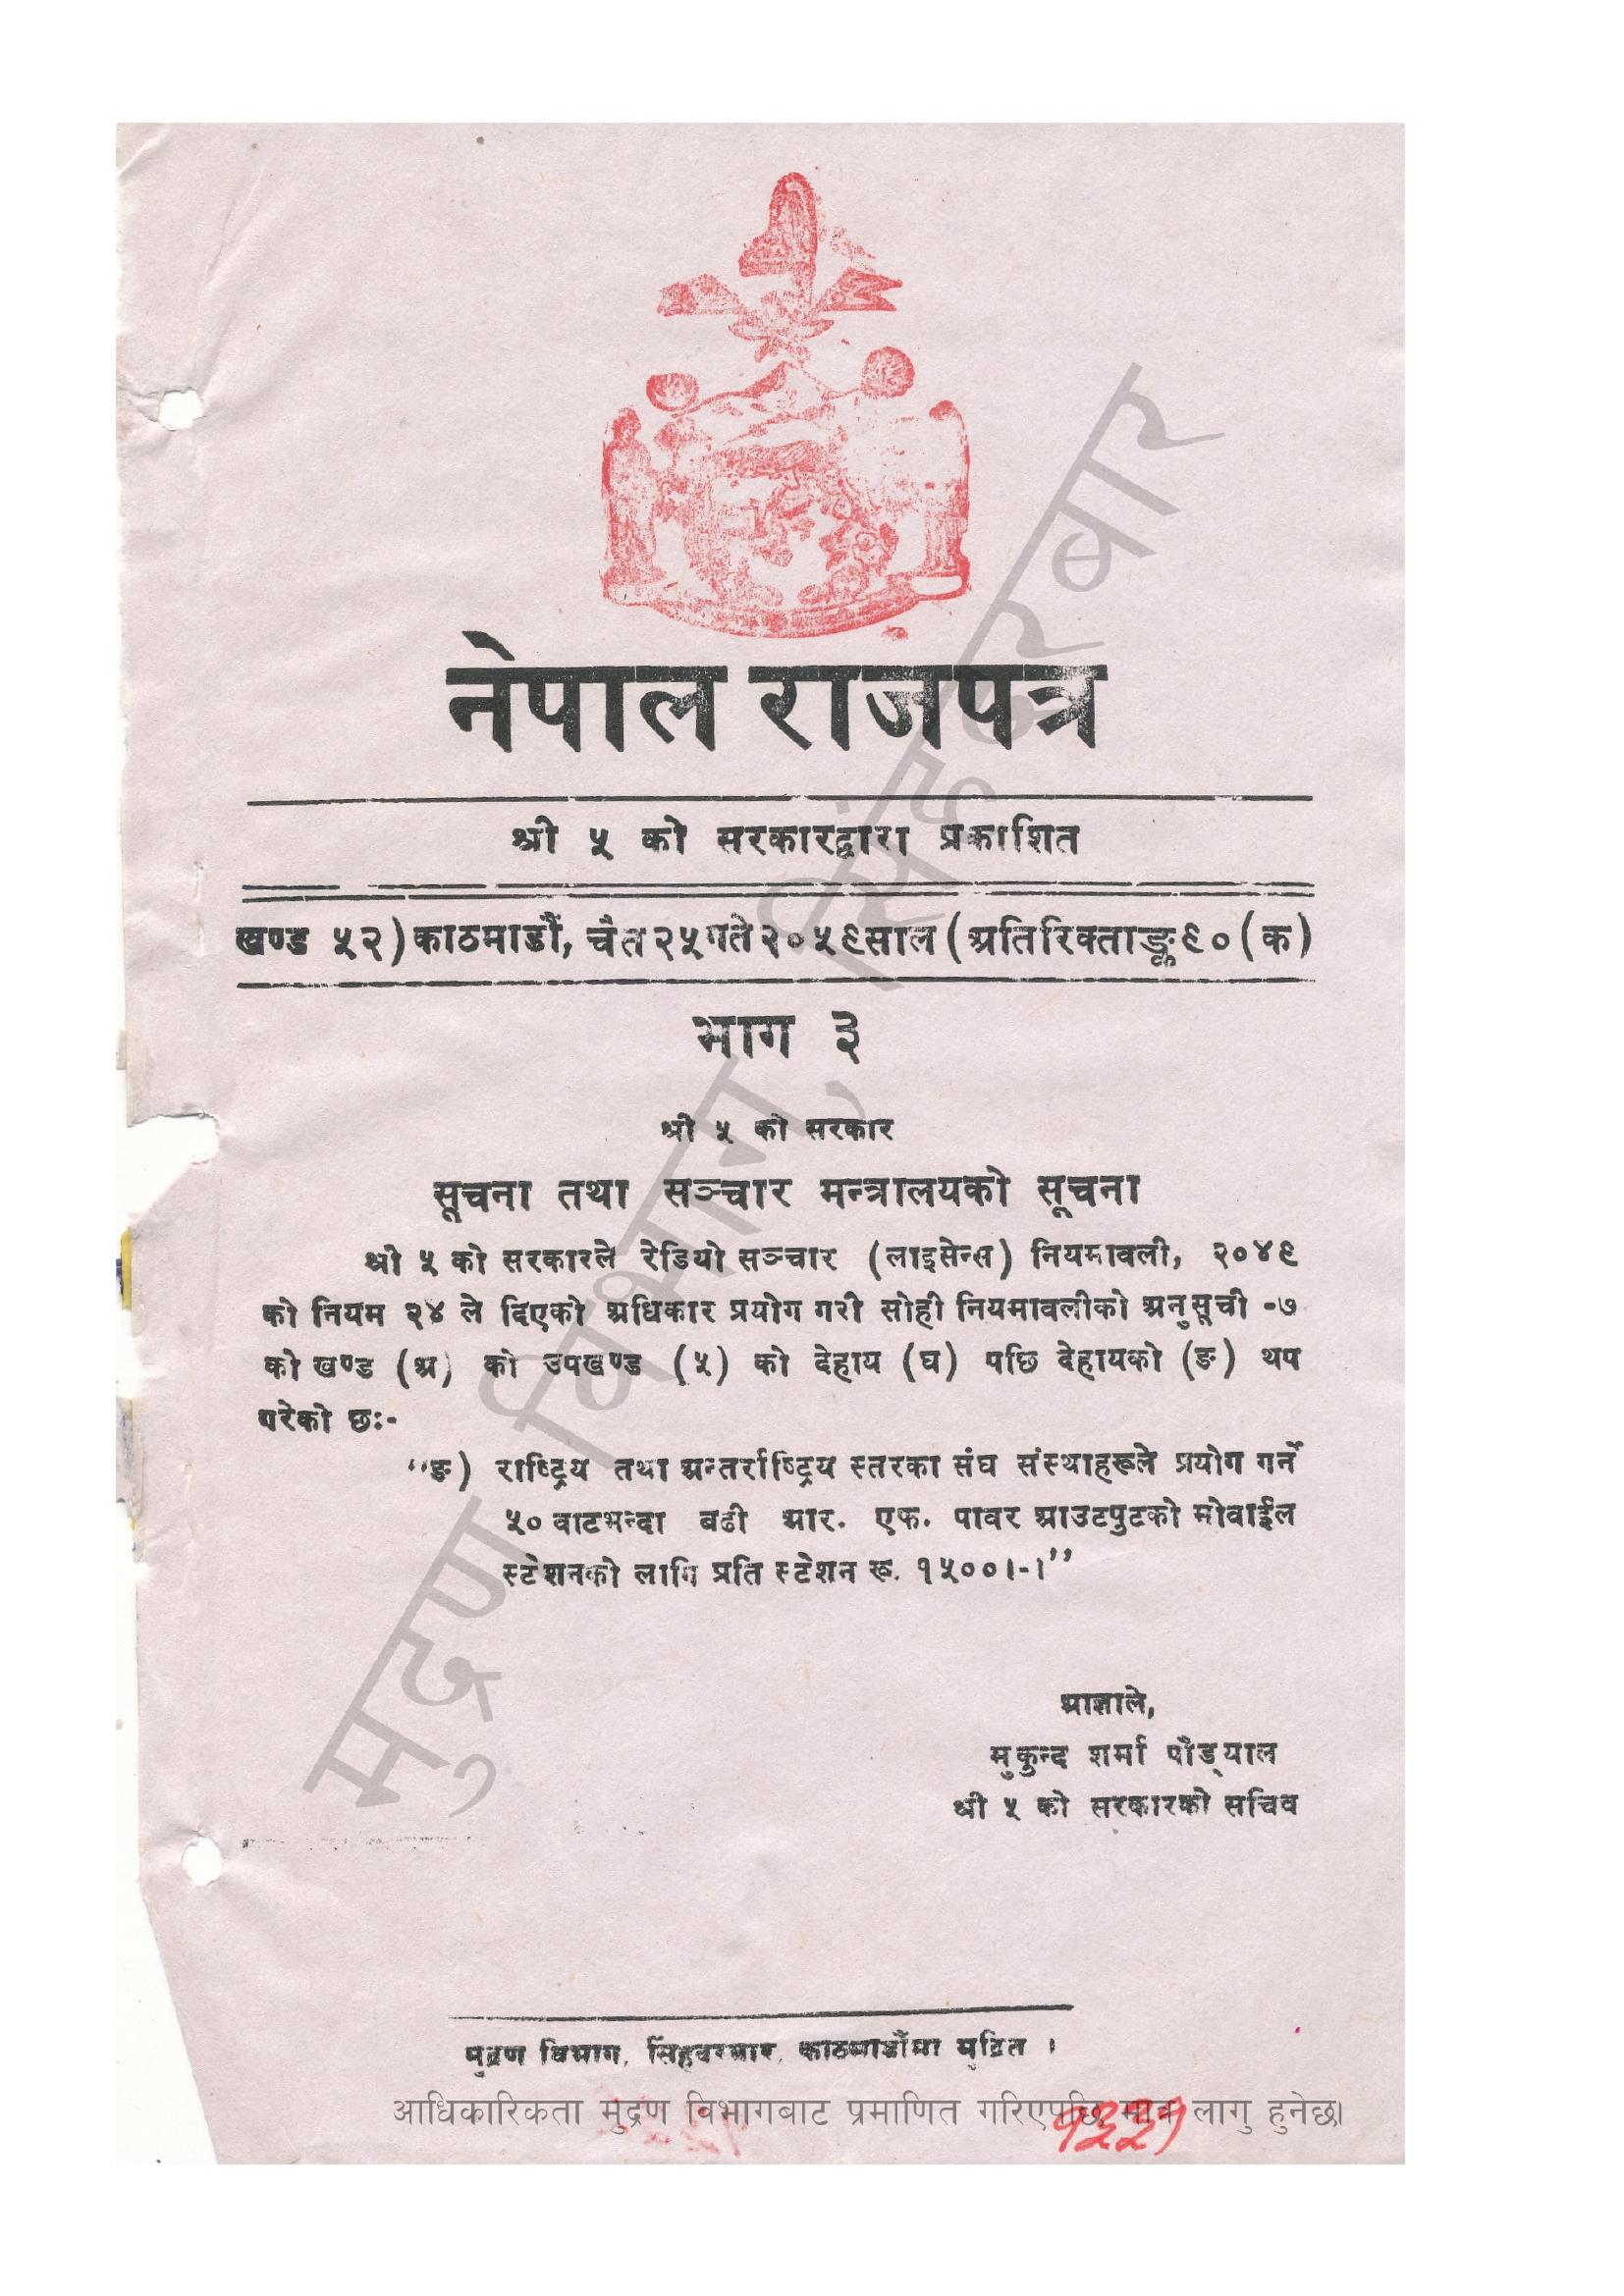 नेपाल राजपत्र
श्री ५ को सरकारद्वारा प्रकाशित
खण्ड ५२) काठमाडौं, चैत २५ गते २०५९ साल (अतिरिक्ताङ्क ९० (क)
भाग ३
श्री ५ को सरकार
सूचना तथा सञ्चार मन्त्रालयको सूचना
श्री ५ को सरकारले रेडियो सञ्चार (लाइसेन्स) नियमावली, २०४९
को नियम २४ ले दिएको अधिकार प्रयोग गरी सोही नियमावलीको अनुसूची -७
को खण्ड (अ) को उपखण्ड (५) को देहाय (घ) पछि देहायको (ङ) थप
गरेको छः-
"ङ) राष्ट्रिय तथा अन्तर्राष्ट्रिय स्तरका संघ संस्थाहरूले प्रयोग गर्ने
५० वाटभन्दा बढी आर. एफ. पावर आउटपुटको मोवाईल
स्टेशनको लागि प्रति स्टेशन रू. १५००।-।"
आज्ञाले,
मुकुन्द शर्मा पौड्याल
श्री ५ को सरकारको सचिव
मुद्रण विभाग, सिंहदरबार, काठमाडौंमा मुद्रित ।
आधिकारिकता मुद्रण विभागबाट प्रमाणित गरिएपछि मात्र लागु हुनेछ।
मुद्रण विभाग, सिंहदरबार